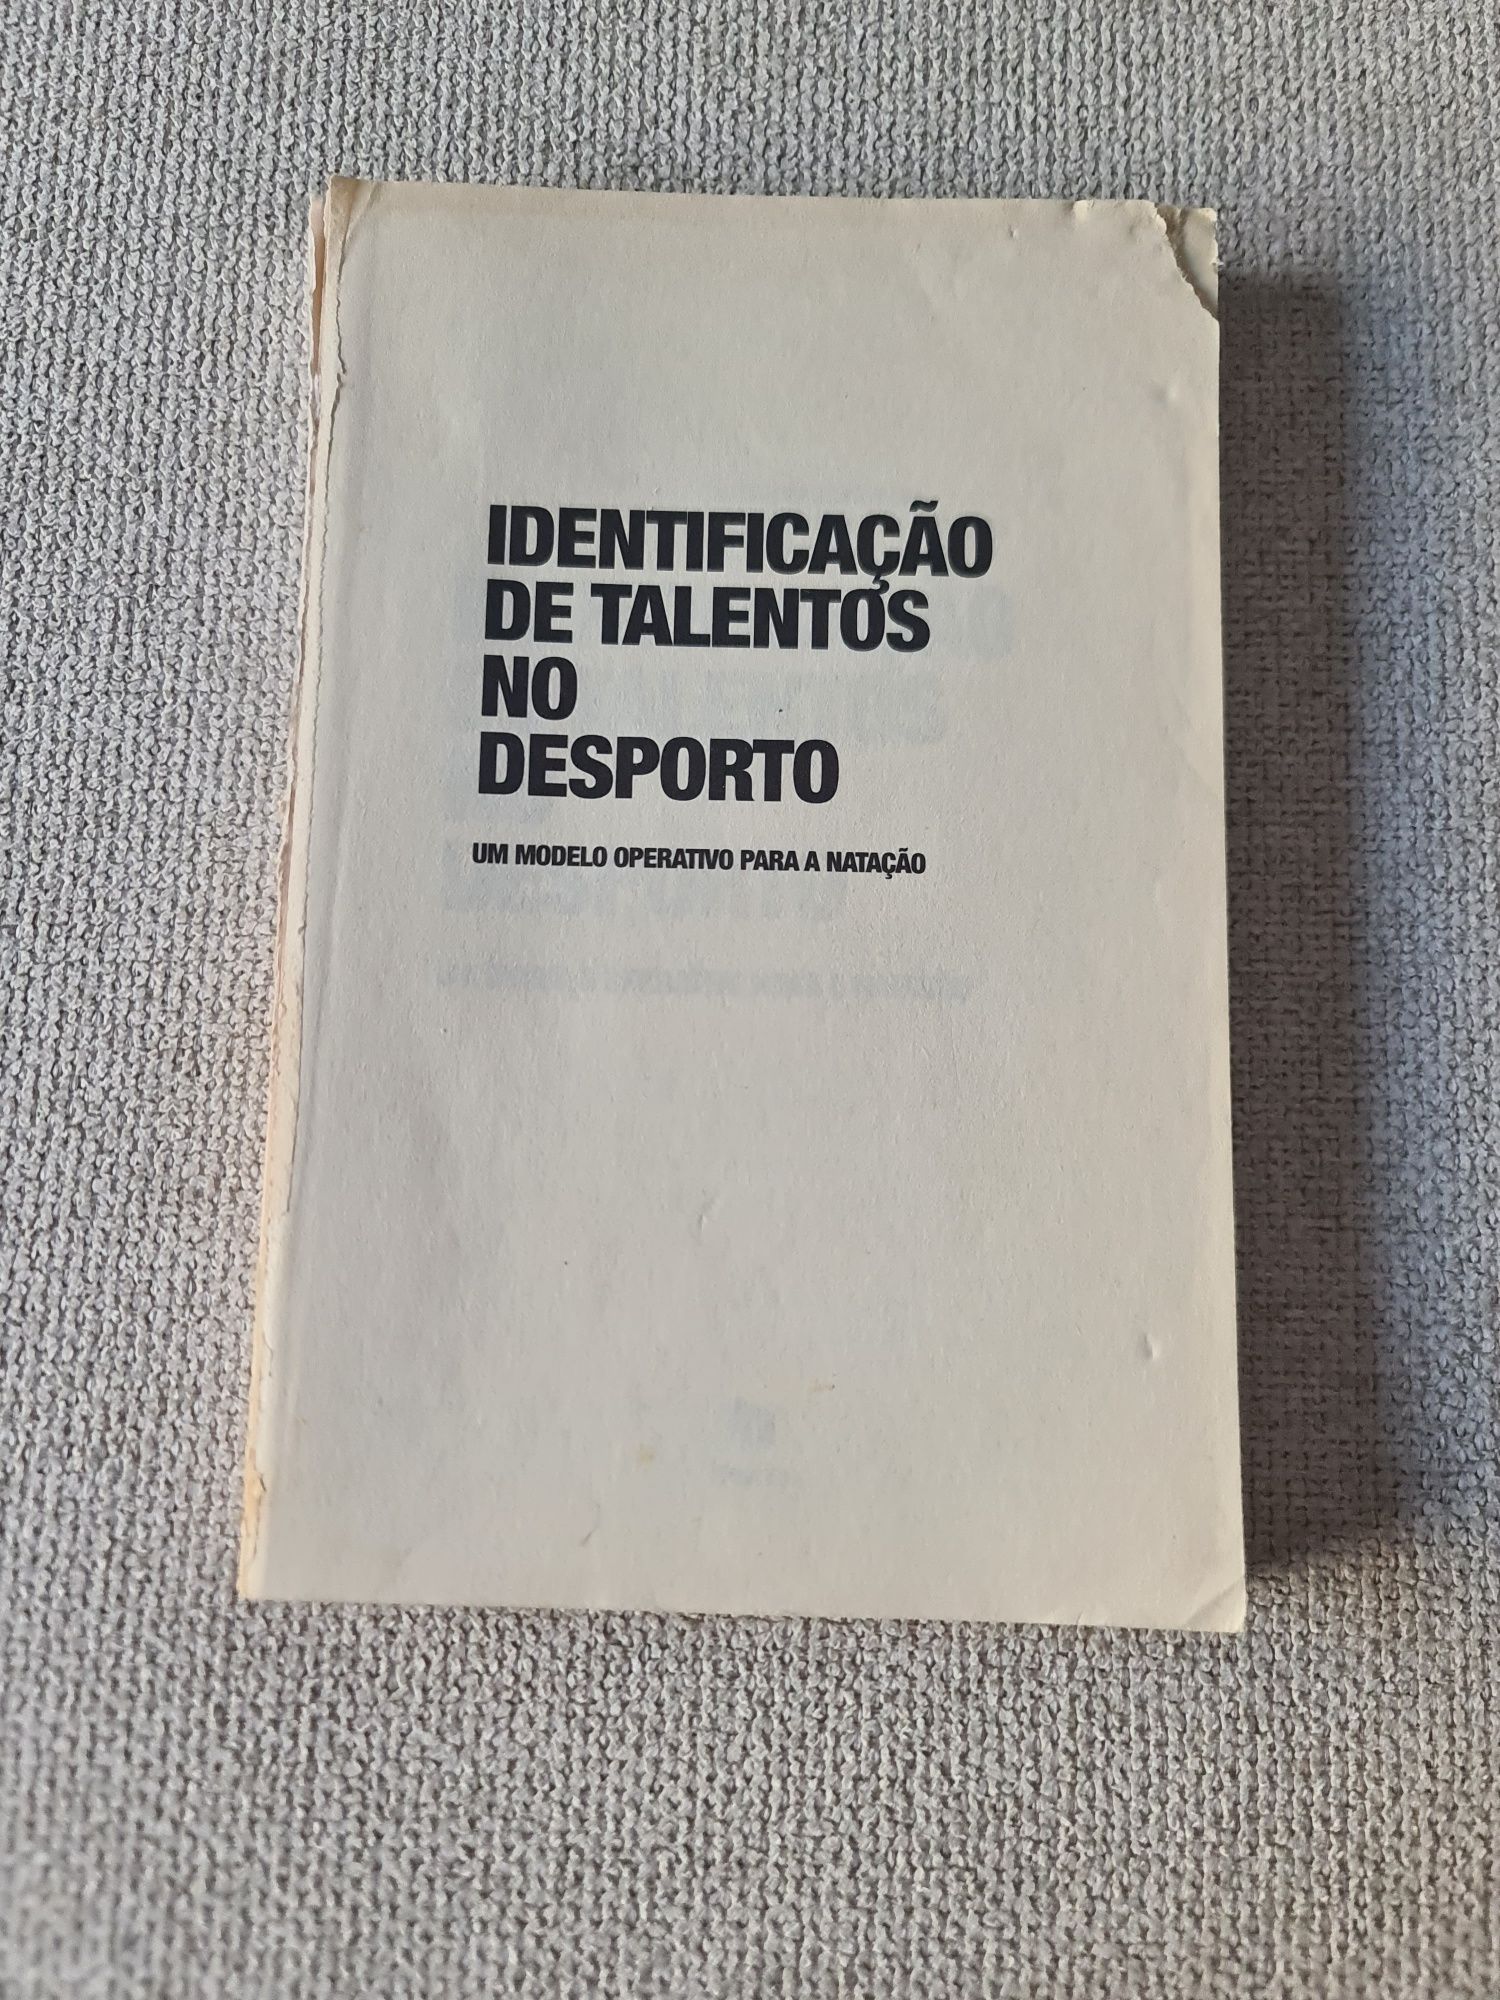 IDENTIFICAÇÃO
DE TALENTOS
NO
DESPORTO
UM MODELO OPERATIVO PARA A NATAÇÃO